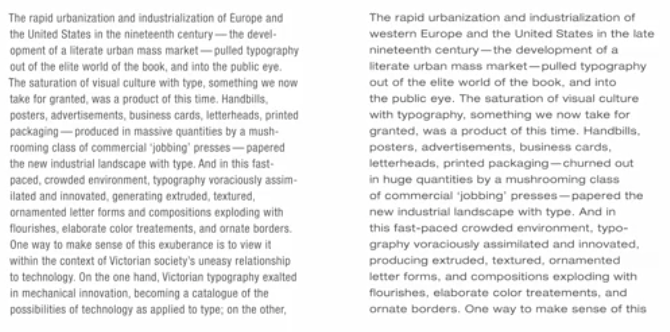 The rapid urbanization and industrialization of Europe and
the United States in the nineteenth century — the devel-
opment of a literate urban mass market — pulled typography
out of the elite world of the book, and into the public eye.
The saturation of visual culture with type, something we now
take for granted, was a product of this time. Handbills,
posters, advertisements, business cards, letterheads, printed
packaging — produced in massive quantities by a mush-
rooming class of commercial 'jobbing' presses — papered
the new industrial landscape with type. And in this fast-
paced, crowded environment, typography voraciously assim-
ilated and innovated, generating extruded, textured,
ornamented letter forms and compositions exploding with
flourishes, elaborate color treatements, and ornate borders.
One way to make sense of this exuberance is to view it
within the context of Victorian society's uneasy relationship
to technology. On the one hand, Victorian typography exalted
in mechanical innovation, becoming a catalogue of the
possibilities of technology as applied to type; on the other,
The rapid urbanization and industrialization of
western Europe and the United States in the late
nineteenth century — the development of a
literate urban mass market — pulled typography
out of the elite world of the book, and into
the public eye. The saturation of visual culture
with typography, something we now take for
granted, was a product of this time. Handbills,
posters, advertisements, business cards,
letterheads, printed packaging — churned out
in huge quantities by a mushrooming class
of commercial 'jobbing' presses — papered the
new industrial landscape with type. And in
this fast-paced crowded environment, typo-
graphy voraciously assimilated and innovated,
producing extruded, textured, ornamented
letter forms, and compositions exploding with
flourishes, elaborate color treatements, and
ornate borders. One way to make sense of this